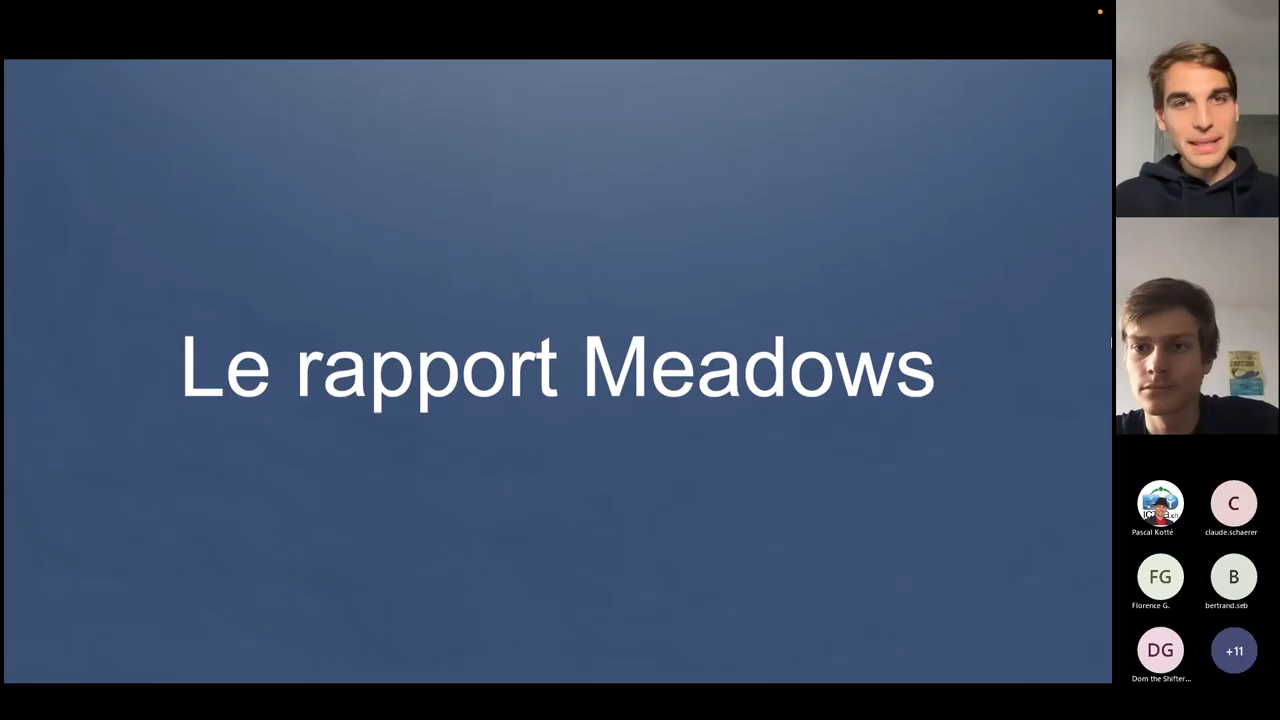 Le rapport Meadows
Pascal Kotté
C
claude.schaerer
FG
Florence G.
B
bertrand.seb
DG
Dom the Shifter...
+11